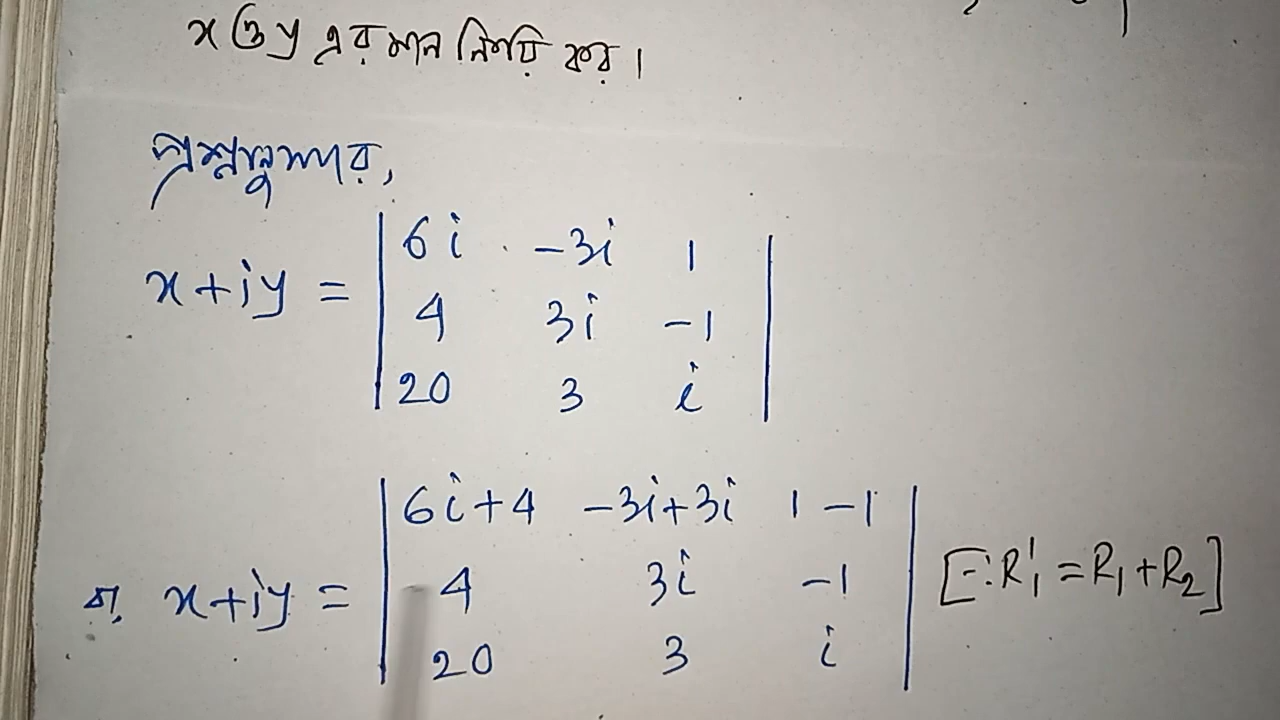 x ও y এর মান নির্ণয় কর।
প্রশ্নানুসারে,
x+iy = | 6i -3i 1 |
| 4 3i -1 |
| 20 3 i |
বা, x+iy = | 6i+4 -3i+3i 1-1 |
| 4 3i -1 | [∵R₁' = R₁+R₂]
| 20 3 i |